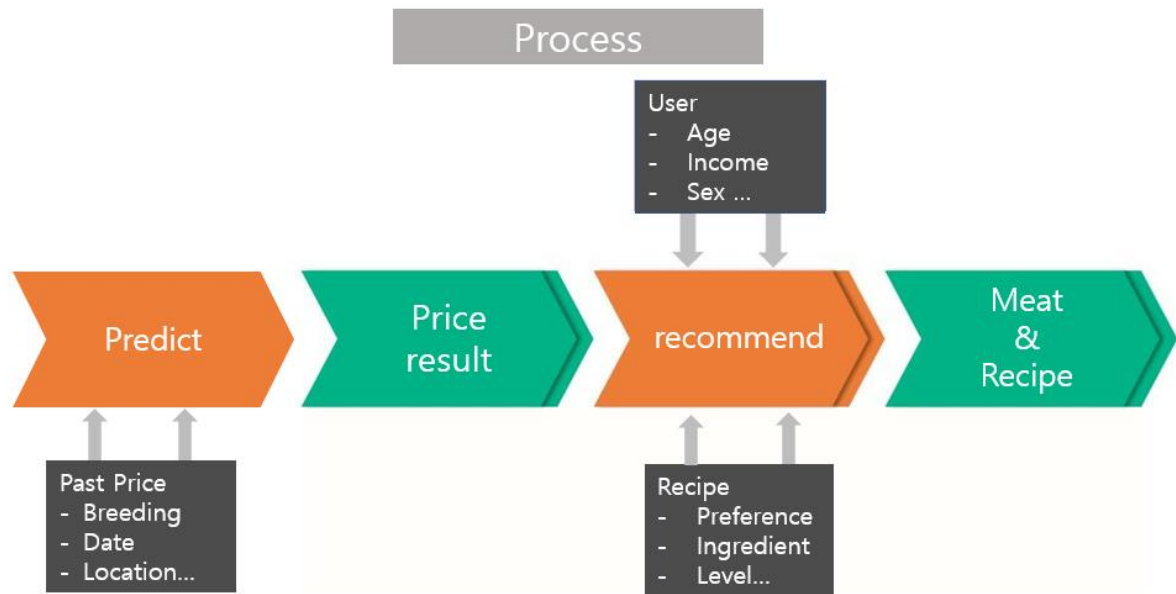 Process
User
- Age
- Income
- Sex ...
Predict
Price
result
recommend
Meat
&
Recipe
Past Price
- Breeding
- Date
- Location...
Recipe
- Preference
- Ingredient
- Level...